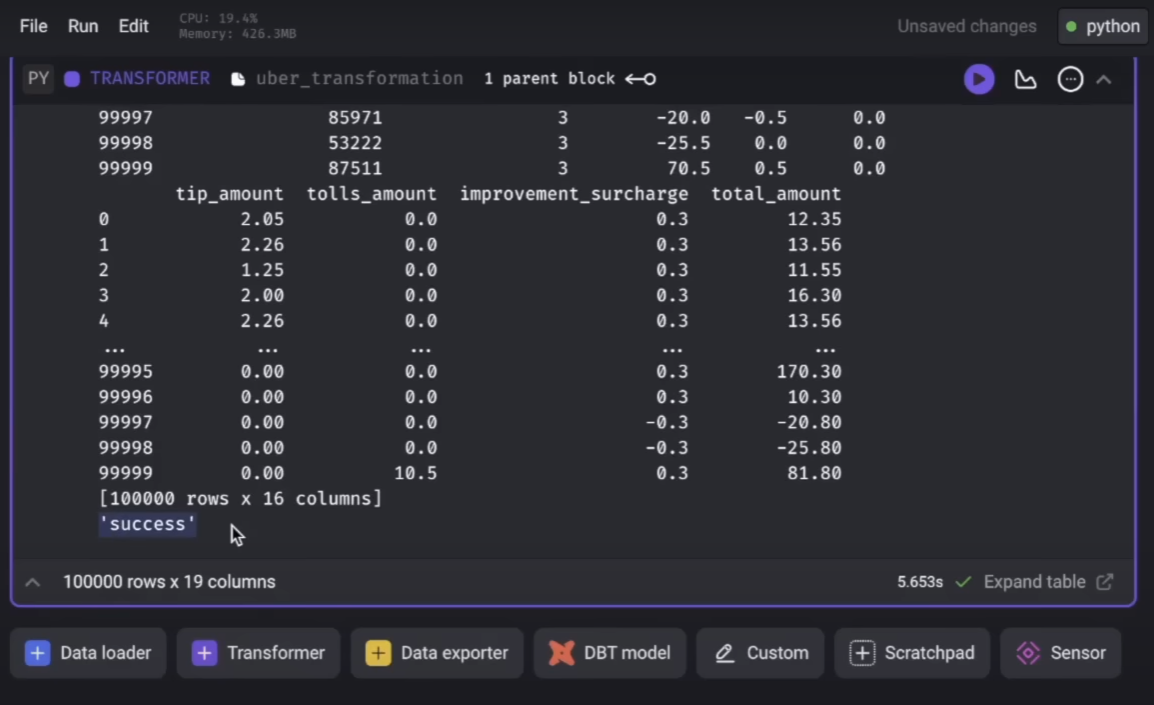 File Run Edit CPU: 19.4% Unsaved changes python
Memory: 426.3MB
PY TRANSFORMER uber_transformation 1 parent block
99997 85971 3 -20.0 -0.5 0.0
99998 53222 3 -25.5 0.0 0.0
99999 87511 3 70.5 0.5 0.0
tip_amount tolls_amount improvement_surcharge total_amount
0 2.05 0.0 0.3 12.35
1 2.26 0.0 0.3 13.56
2 1.25 0.0 0.3 11.55
3 2.00 0.0 0.3 16.30
4 2.26 0.0 0.3 13.56
... ... ... ... ...
99995 0.00 0.0 0.3 170.30
99996 0.00 0.0 0.3 10.30
99997 0.00 0.0 -0.3 -20.80
99998 0.00 0.0 -0.3 -25.80
99999 0.00 10.5 0.3 81.80
[100000 rows x 16 columns]
'success'
100000 rows x 19 columns 5.653s Expand table
Data loader Transformer Data exporter DBT model Custom Scratchpad Sensor